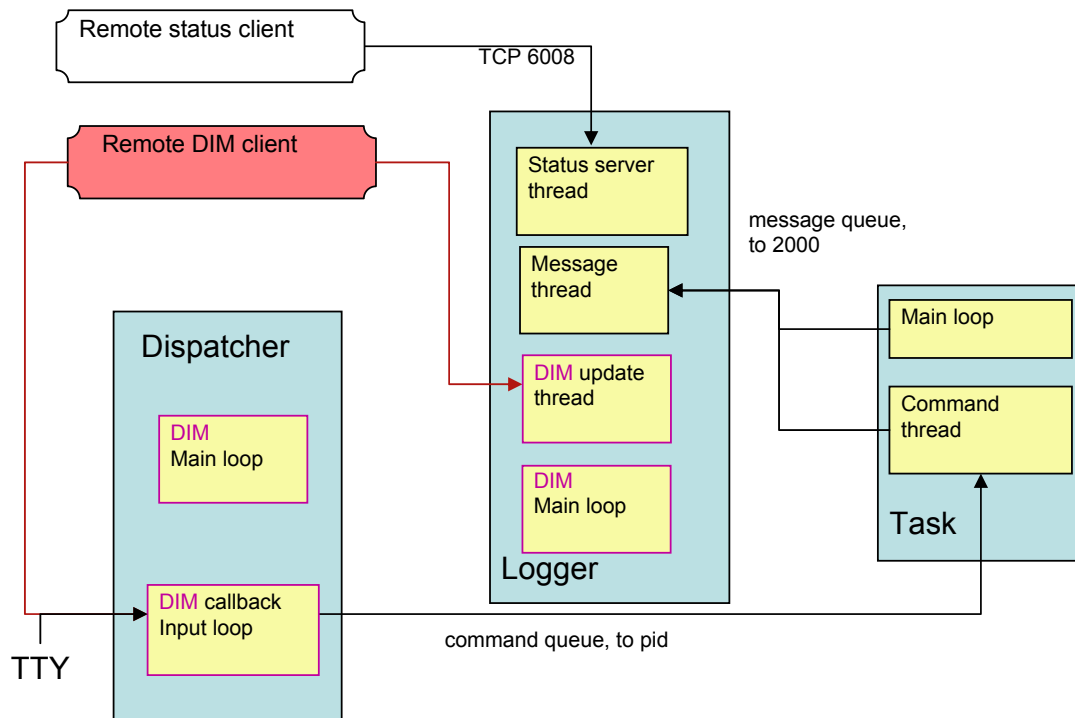 Remote status client
TCP 6008
Remote DIM client
Status server
thread
message queue,
to 2000
Message
thread
Main loop
Dispatcher
DIM update
thread
Command
thread
DIM
Main loop
DIM
Main loop
Task
Logger
DIM callback
Input loop
command queue, to pid
TTY